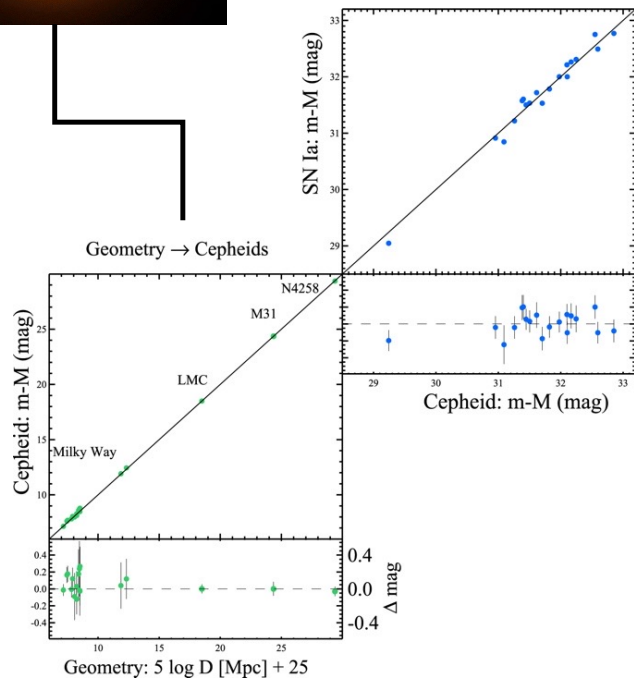 SN Ia: m-M (mag)
33
32
31
30
29
Geometry → Cepheids
29 30 31 32 33
Cepheid: m-M (mag)
Cepheid: m-M (mag)
25
20
15
10
N4258
M31
LMC
Milky Way
0.4
0.2
0.0
-0.2
-0.4
0.4
0.0
-0.4
Δ mag
10 15 20 25
Geometry: 5 log D [Mpc] + 25